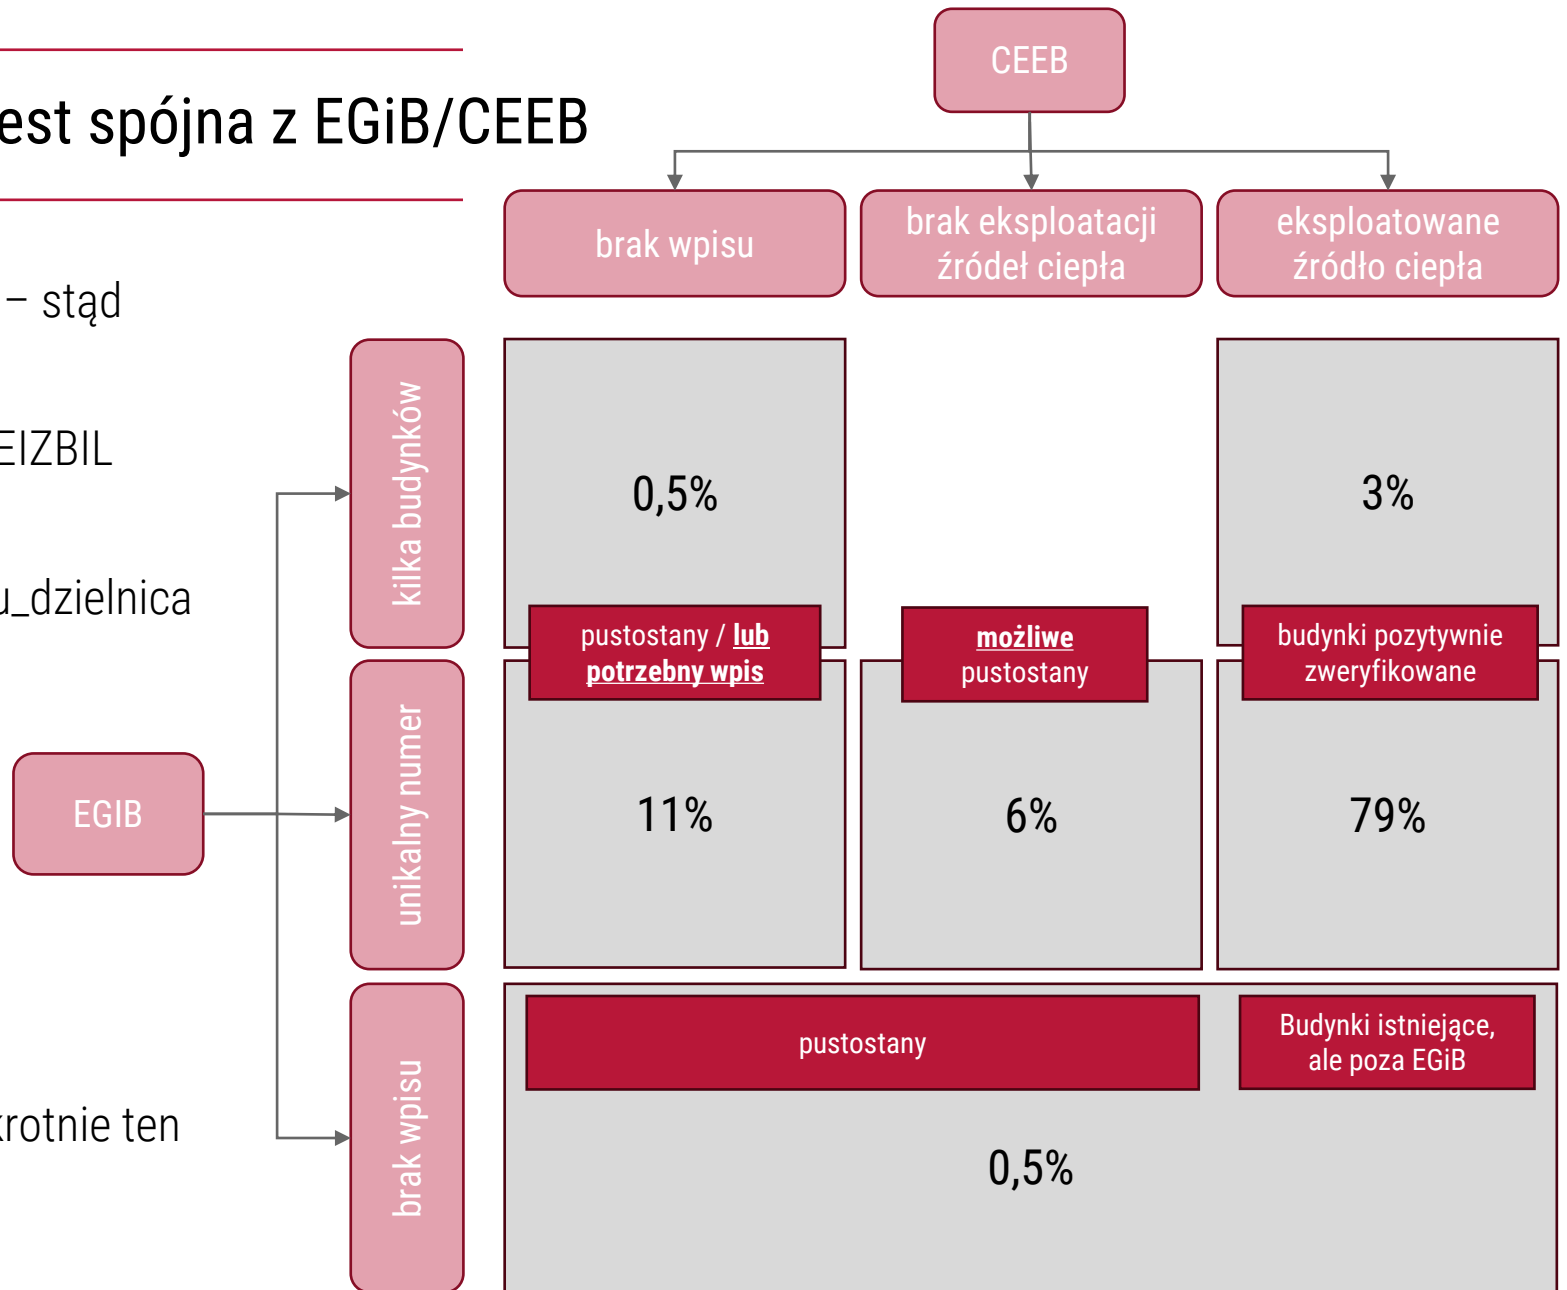 CEEB
est spójna z EGiB/CEEB
brak wpisu
brak eksploatacji
źródeł ciepła
eksploatowane
źródło ciepła
– stąd
EIZBIL
u_dzielnica
krotnie ten
EGIB
kilka budynków
0,5%
3%
pustostany / lub
potrzebny wpis
możliwe
pustostany
budynki pozytywnie
zweryfikowane
unikalny numer
11%
6%
79%
brak wpisu
pustostany
Budynki istniejące,
ale poza EGiB
0,5%